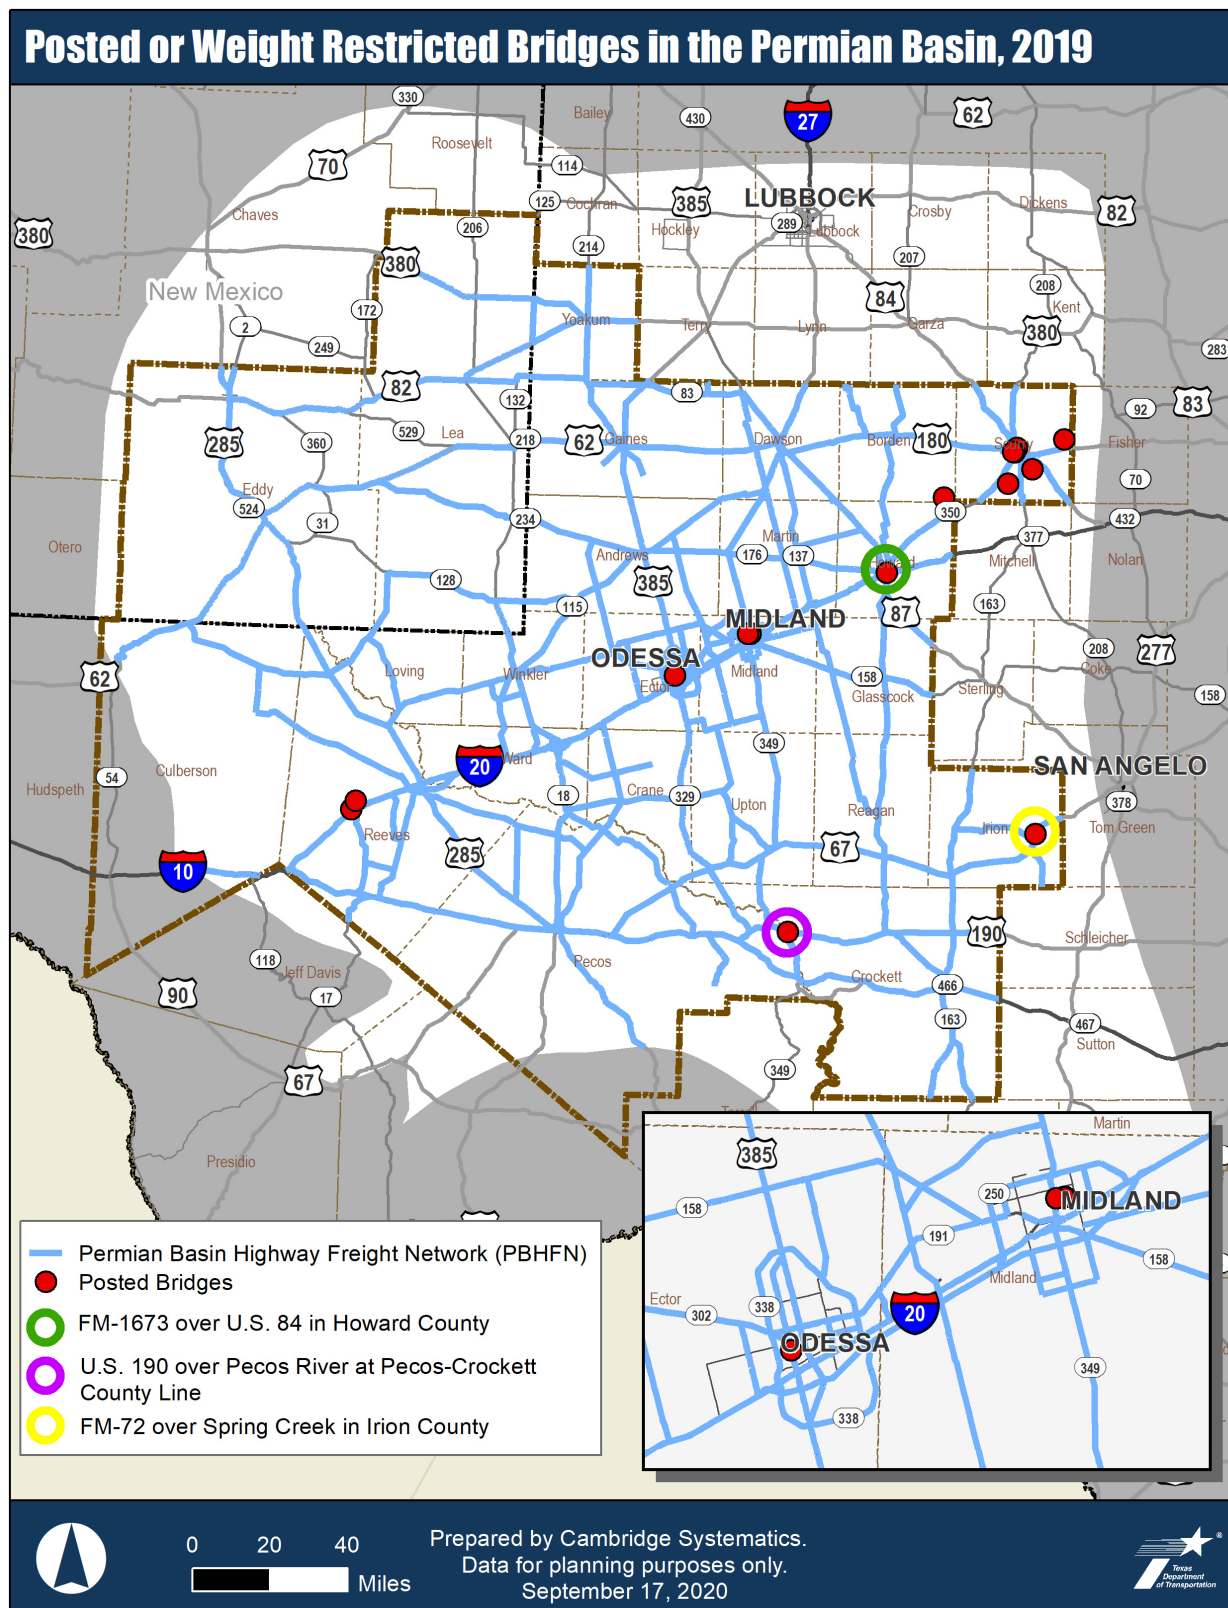 Posted or Weight Restricted Bridges in the Permian Basin, 2019
330
Bailey
430
27
62
Roosevelt
70
114
125
Cochran
385
LUBBOCK
Crosby
Dickens
82
Chaves
206
Hockley
289
Lubbock
380
214
207
380
New Mexico
172
84
208
Kent
2
Yoakum
Terry
Lynn
Garza
380
249
283
82
132
83
92
83
285
360
529
Lea
218
62
Gaines
Dawson
Borden
180
Scurry
Fisher
Eddy
70
524
31
234
350
432
Otero
Andrews
Martin
176
137
377
Howard
Mitchell
Nolan
128
385
115
87
163
MIDLAND
62
ODESSA
208
277
Loving
Winkler
Ector
Midland
158
Glasscock
Sterling
Coke
158
349
SAN ANGELO
54
Culberson
20
Ward
Hudspeth
18
Crane
329
Upton
Reagan
378
Reeves
285
67
Irion
Tom Green
10
190
Schleicher
118
Jeff Davis
Pecos
Crockett
90
17
466
163
467
Sutton
67
349
Presidio
Martin
385
158
250
MIDLAND
191
158
Midland
Ector
302
338
20
ODESSA
349
338
Permian Basin Highway Freight Network (PBHFN)
Posted Bridges
FM-1673 over U.S. 84 in Howard County
U.S. 190 over Pecos River at Pecos-Crockett
County Line
FM-72 over Spring Creek in Irion County
0 20 40
Miles
Prepared by Cambridge Systematics.
Data for planning purposes only.
September 17, 2020
Texas
Department
of Transportation